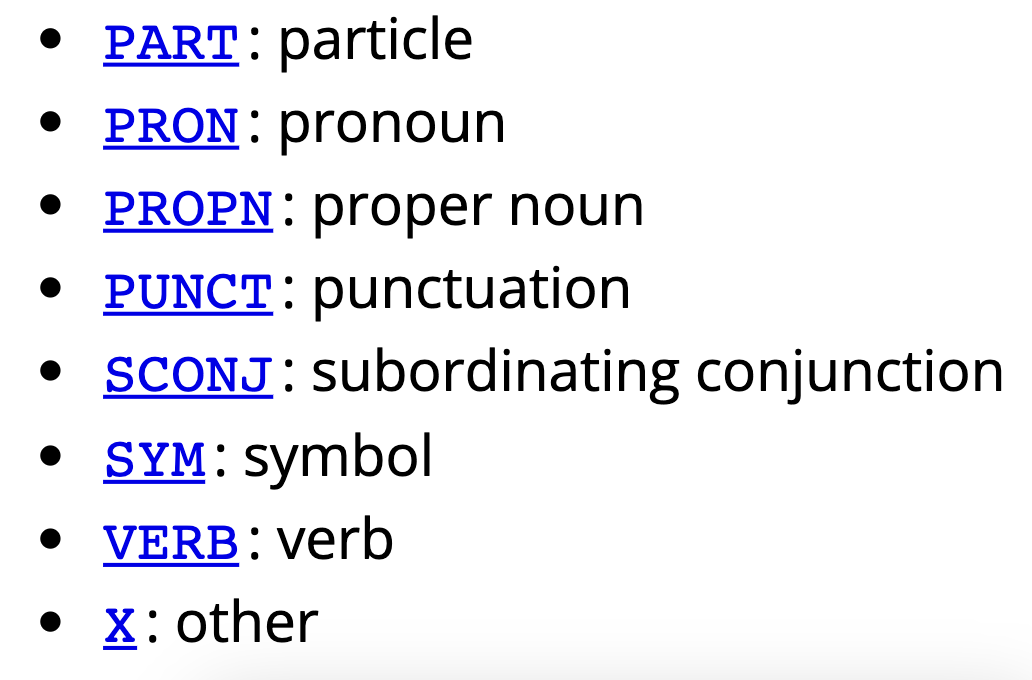 • PART: particle
• PRON: pronoun
• PROPN: proper noun
• PUNCT: punctuation
• SCONJ: subordinating conjunction
• SYM: symbol
• VERB: verb
• X: other